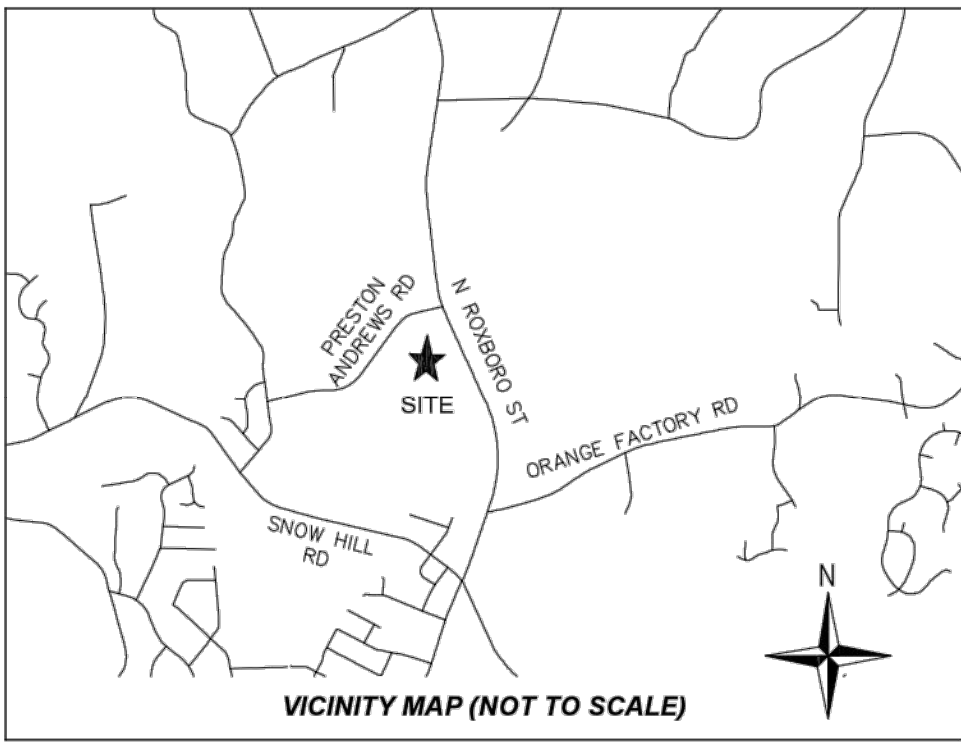 PRESTON
ANDREWS RD
N ROXBORO ST
SITE
ORANGE FACTORY RD
SNOW HILL
RD
N
VICINITY MAP (NOT TO SCALE)